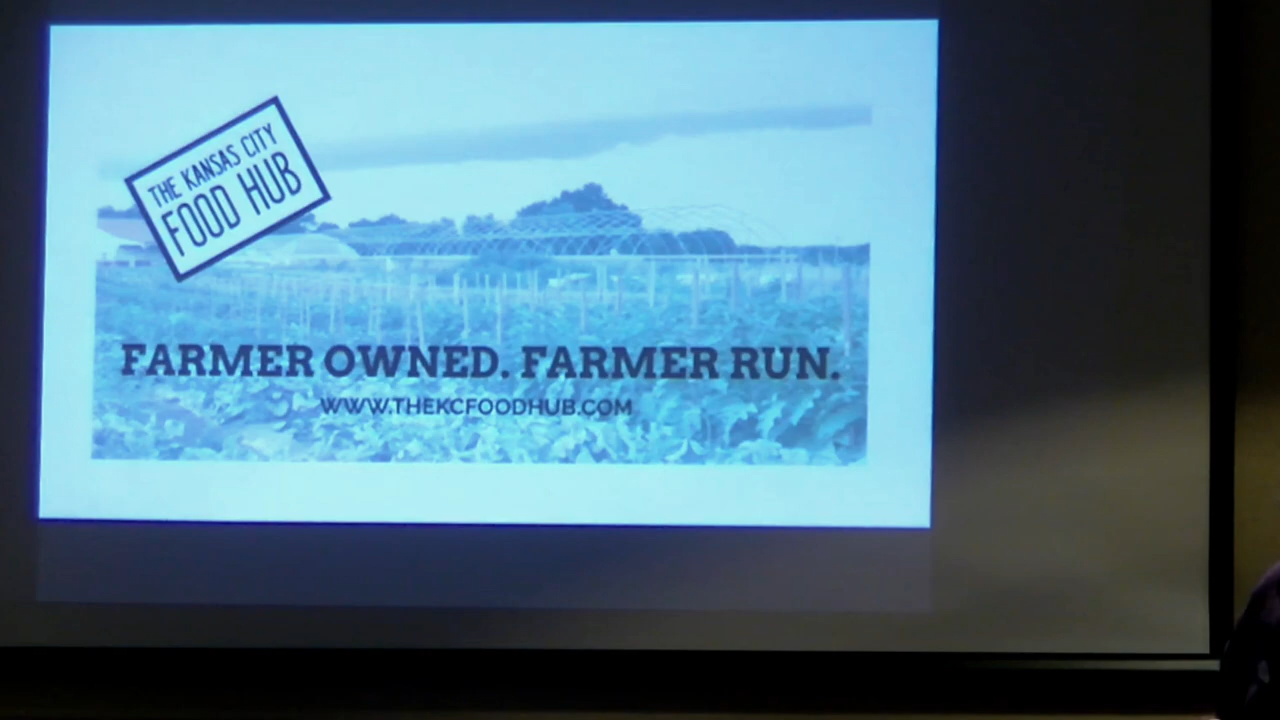 THE KANSAS CITY
FOOD HUB
FARMER OWNED. FARMER RUN.
WWW.THEKCFOODHUB.COM